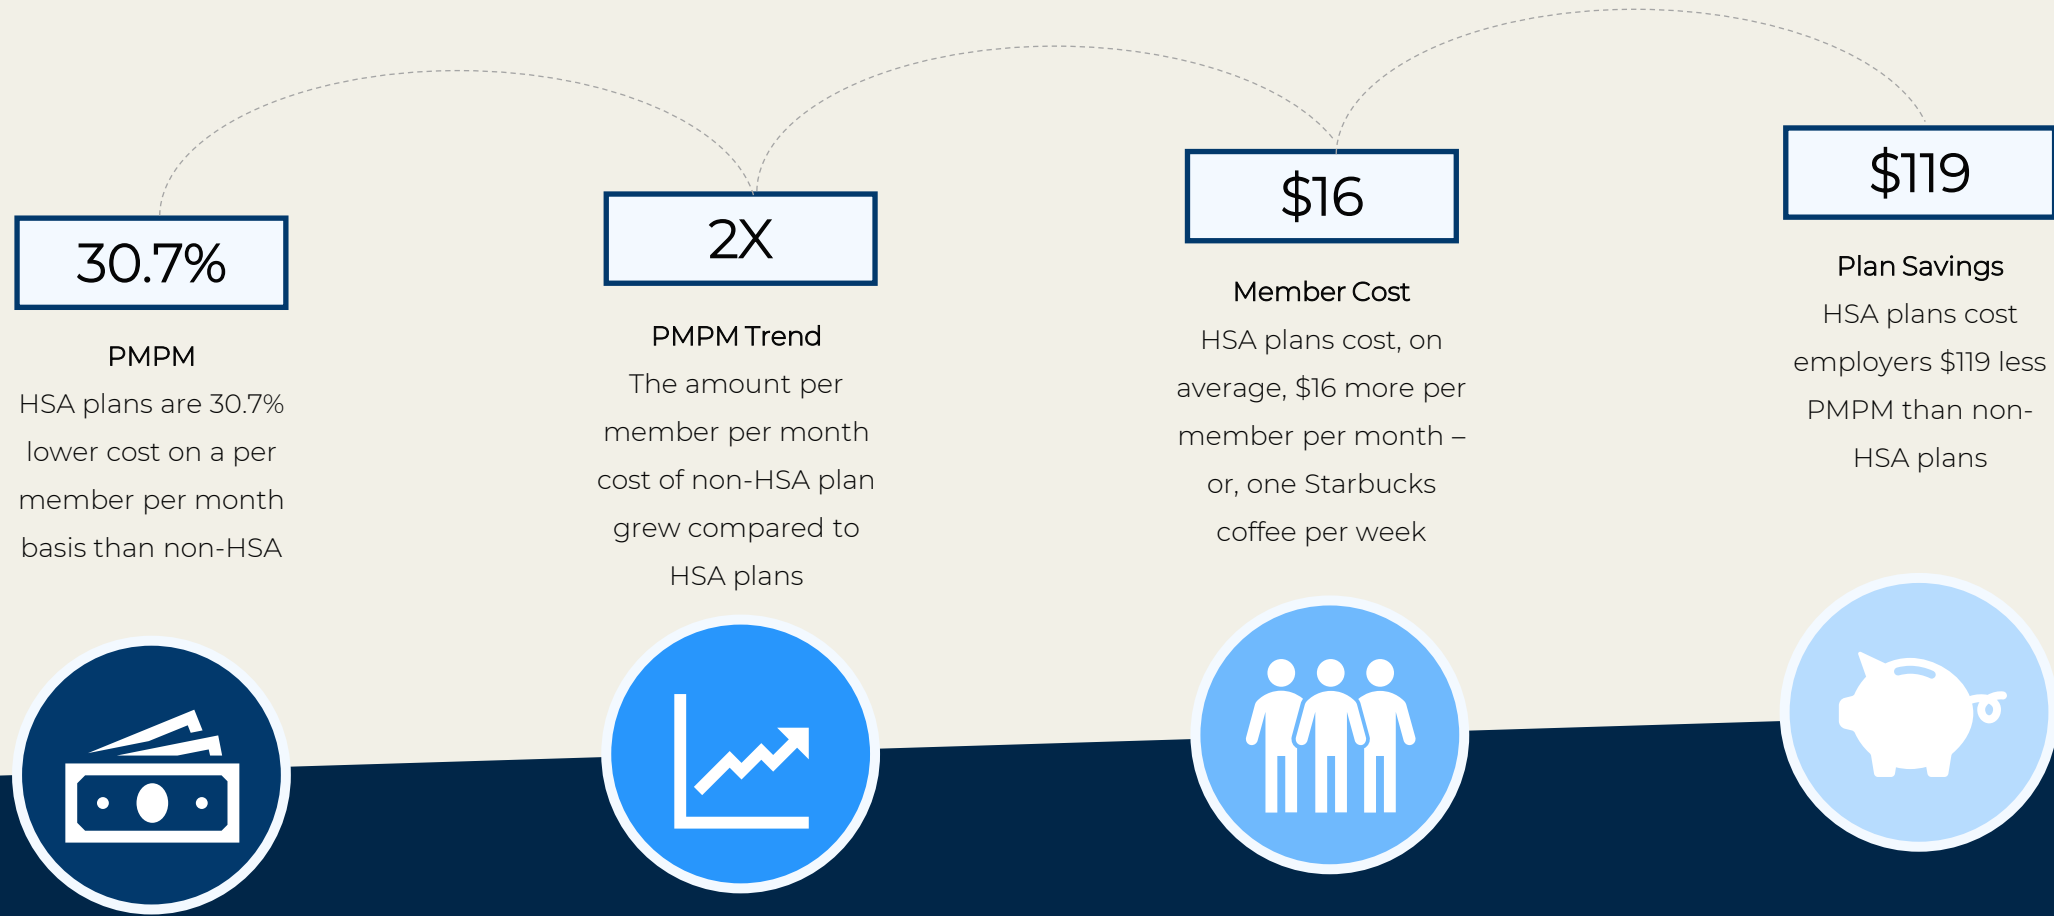 30.7%
PMPM
HSA plans are 30.7%
lower cost on a per
member per month
basis than non-HSA
2X
PMPM Trend
The amount per
member per month
cost of non-HSA plan
grew compared to
HSA plans
$16
Member Cost
HSA plans cost, on
average, $16 more per
member per month –
or, one Starbucks
coffee per week
$119
Plan Savings
HSA plans cost
employers $119 less
PMPM than non-
HSA plans